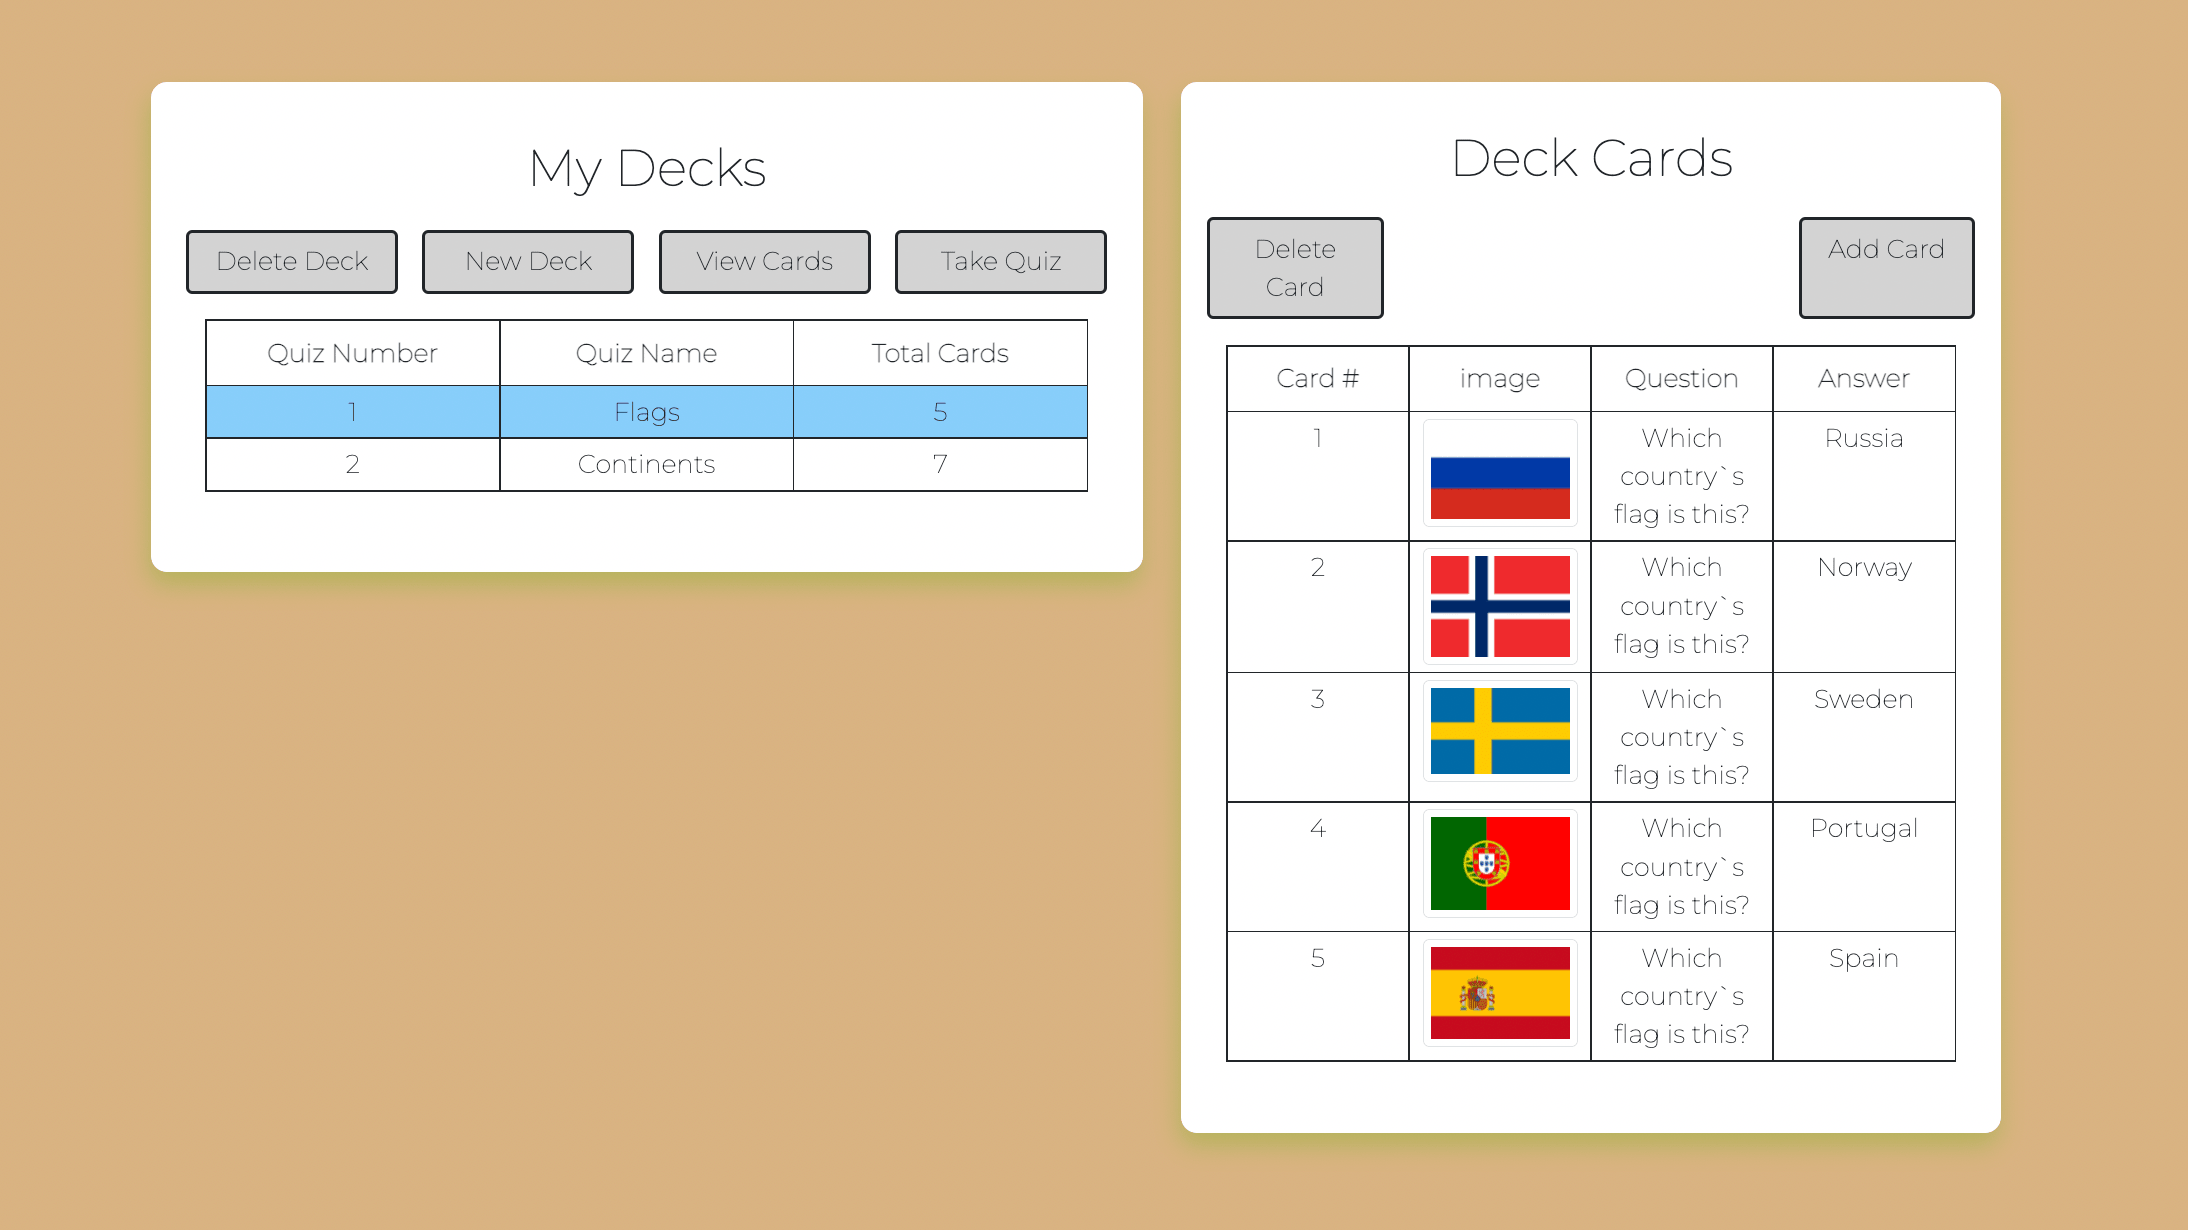 My Decks
Delete Deck New Deck View Cards Take Quiz
Quiz Number Quiz Name Total Cards
1 Flags 5
2 Continents 7
Deck Cards
Delete
Card
Add Card
Card # image Question Answer
1 Which
country`s
flag is this?
Russia
2 Which
country`s
flag is this?
Norway
3 Which
country`s
flag is this?
Sweden
4 Which
country`s
flag is this?
Portugal
5 Which
country`s
flag is this?
Spain